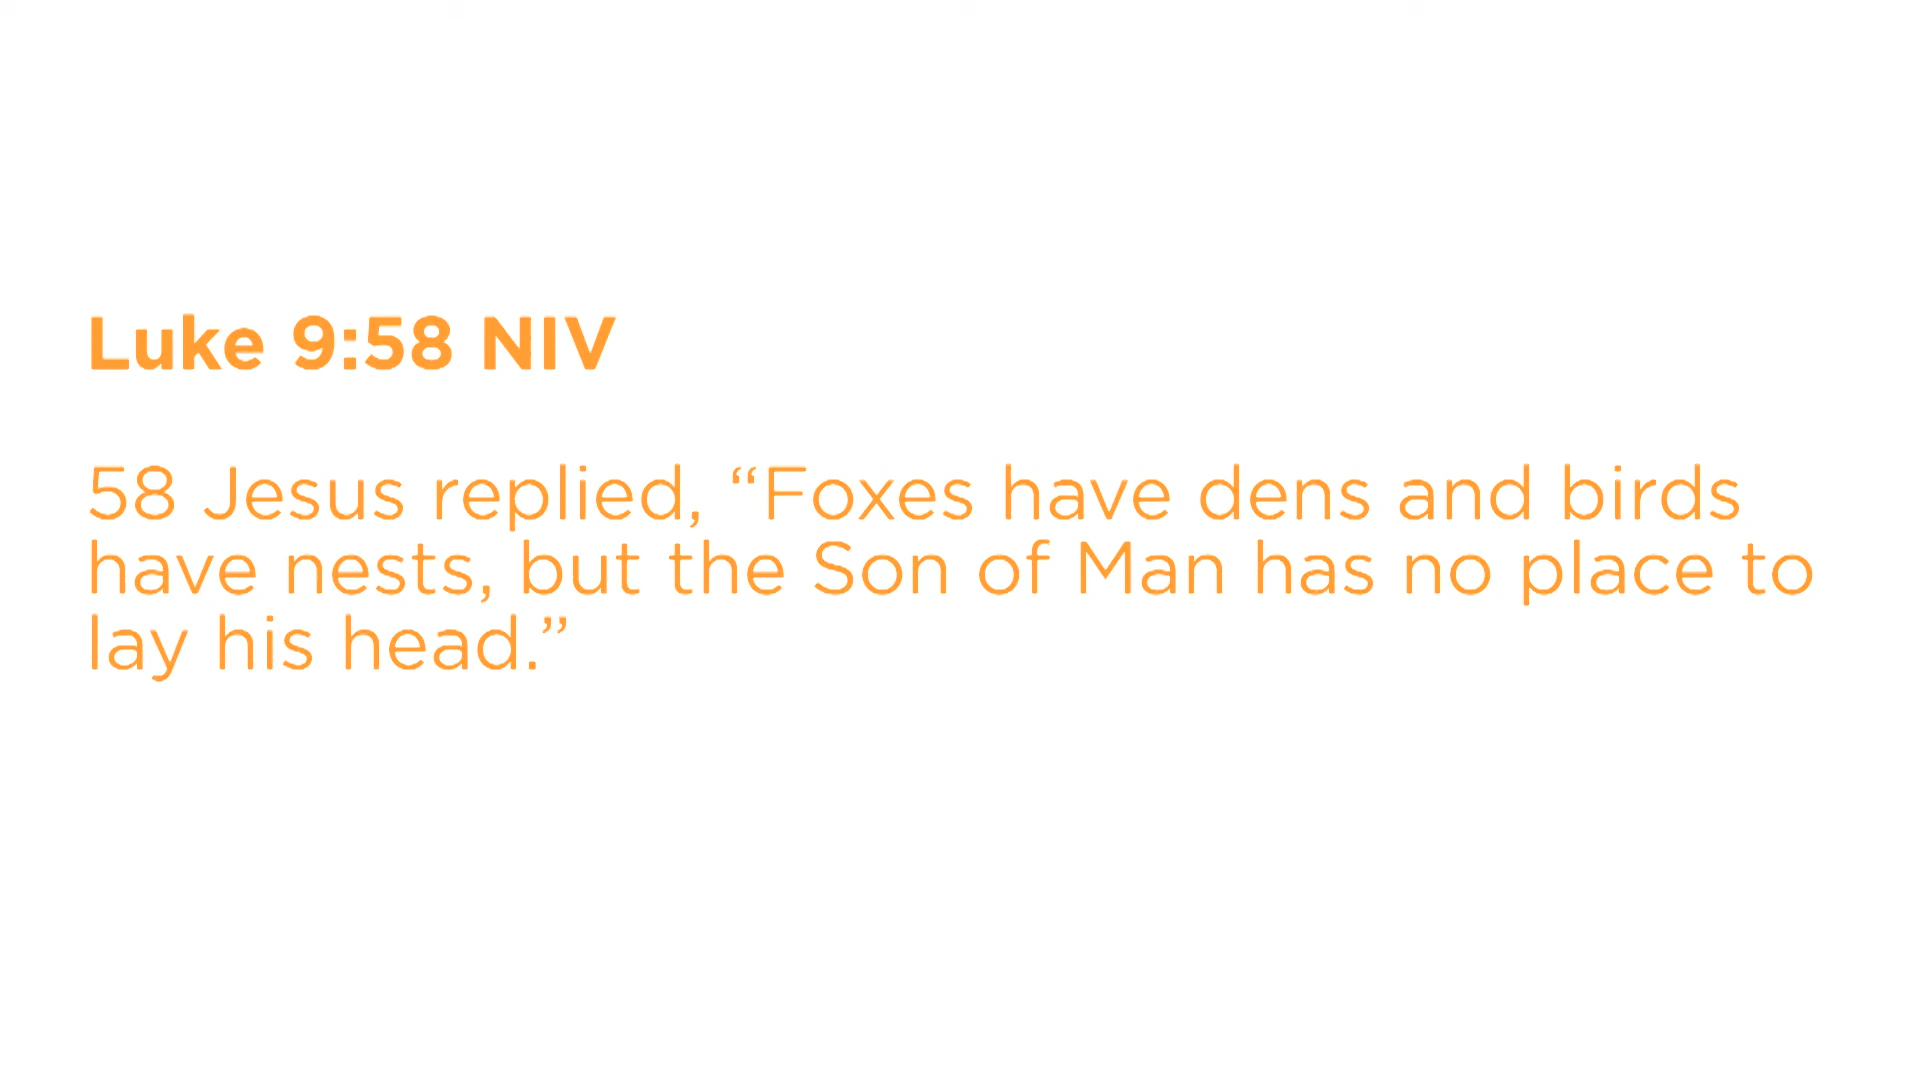 Luke 9:58 NIV
58 Jesus replied, “Foxes have dens and birds
have nests, but the Son of Man has no place to
lay his head.”